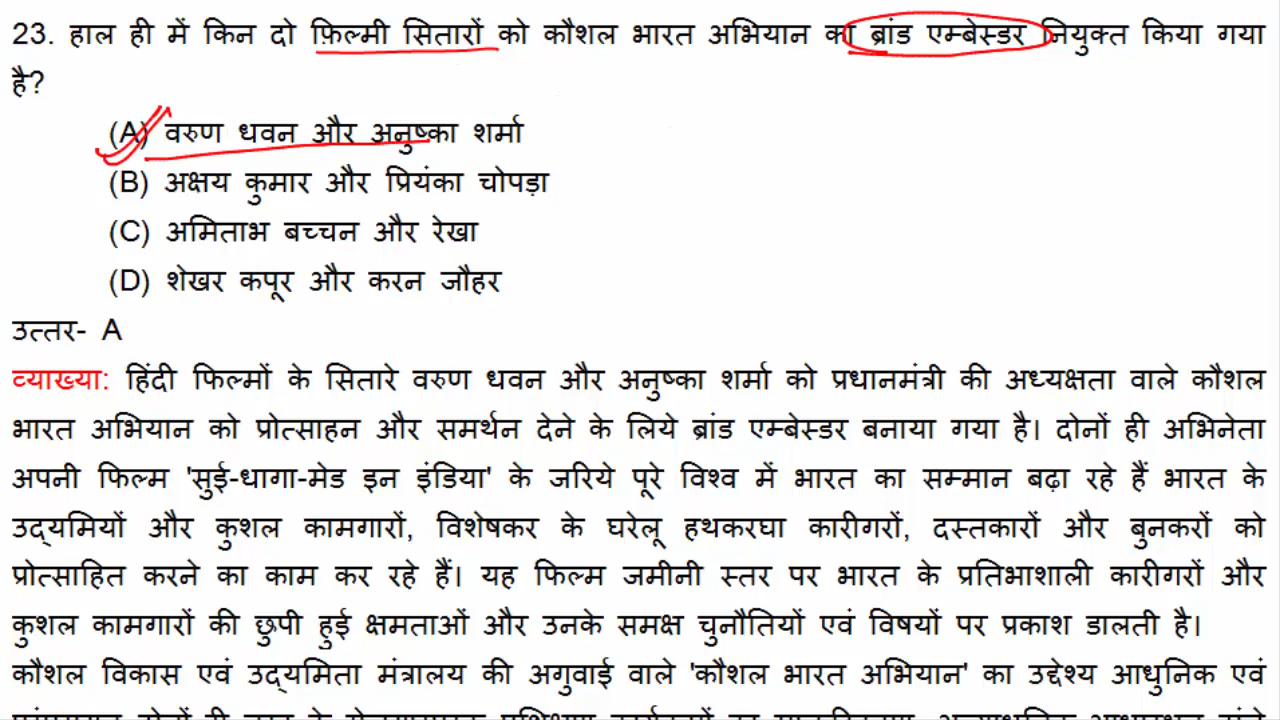 23. हाल ही में किन दो फ़िल्मी सितारों को कौशल भारत अभियान का ब्रांड एम्बेस्डर नियुक्त किया गया
है?
(A) वरुण धवन और अनुष्का शर्मा
(B) अक्षय कुमार और प्रियंका चोपड़ा
(C) अमिताभ बच्चन और रेखा
(D) शेखर कपूर और करन जौहर
उत्तर- A
व्याख्या: हिंदी फिल्मों के सितारे वरुण धवन और अनुष्का शर्मा को प्रधानमंत्री की अध्यक्षता वाले कौशल
भारत अभियान को प्रोत्साहन और समर्थन देने के लिये ब्रांड एम्बेस्डर बनाया गया है। दोनों ही अभिनेता
अपनी फिल्म 'सुई-धागा-मेड इन इंडिया' के जरिये पूरे विश्व में भारत का सम्मान बढ़ा रहे हैं भारत के
उद्यमियों और कुशल कामगारों, विशेषकर के घरेलू हथकरघा कारीगरों, दस्तकारों और बुनकरों को
प्रोत्साहित करने का काम कर रहे हैं। यह फिल्म जमीनी स्तर पर भारत के प्रतिभाशाली कारीगरों और
कुशल कामगारों की छुपी हुई क्षमताओं और उनके समक्ष चुनौतियों एवं विषयों पर प्रकाश डालती है।
कौशल विकास एवं उद्यमिता मंत्रालय की अगुवाई वाले 'कौशल भारत अभियान' का उद्देश्य आधुनिक एवं